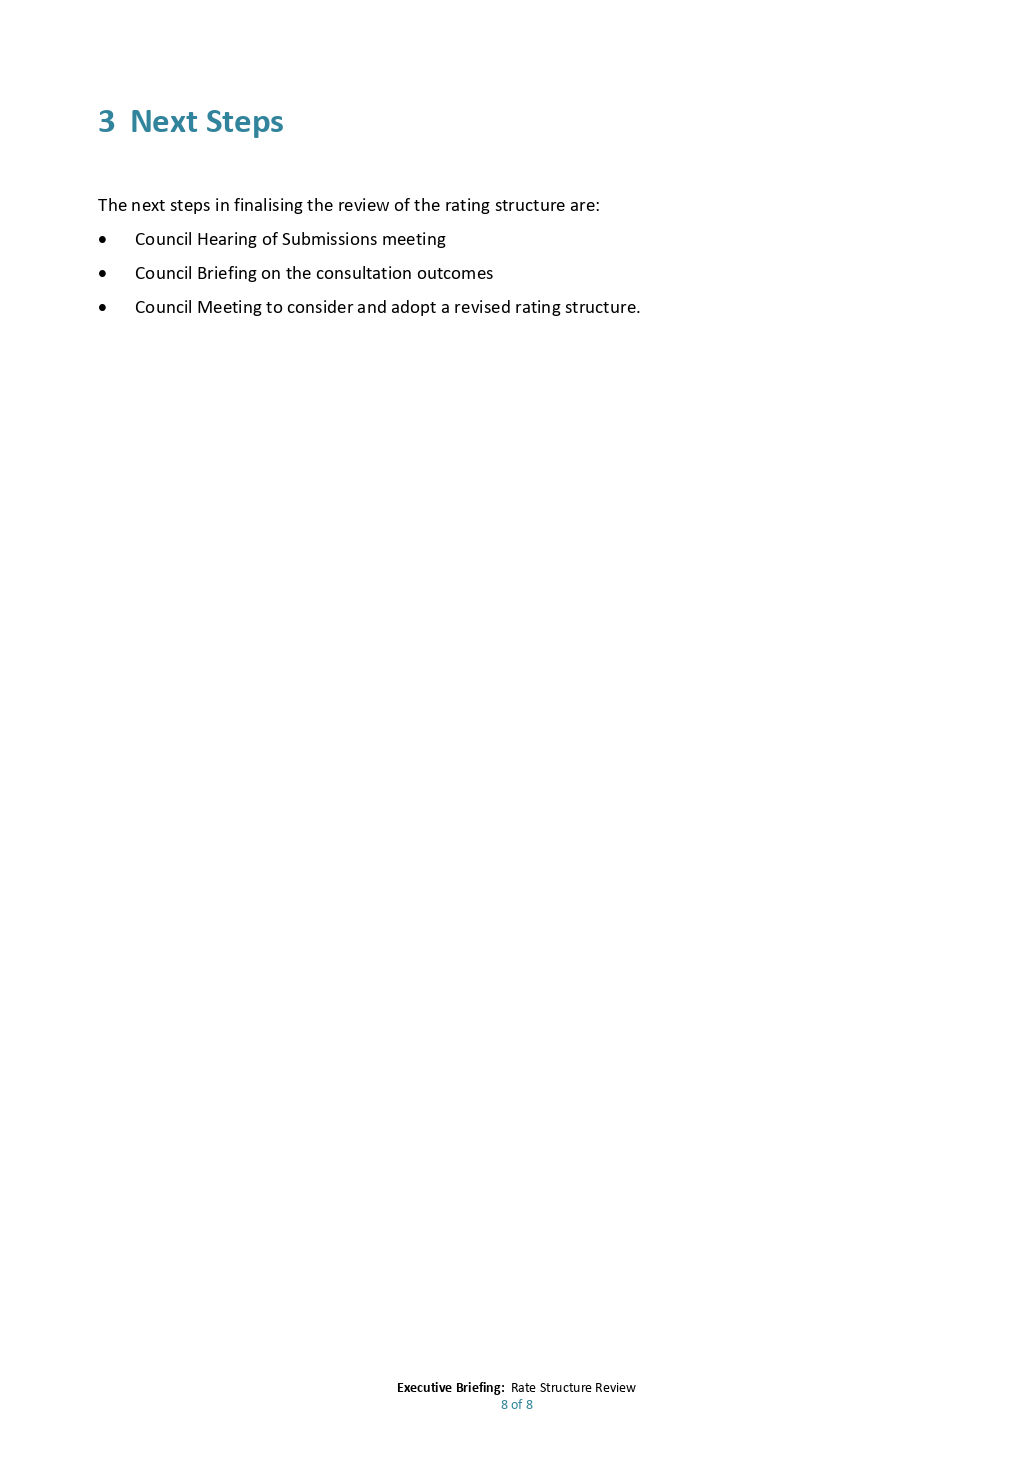 3 Next Steps
The next steps in finalising the review of the rating structure are:
• Council Hearing of Submissions meeting
• Council Briefing on the consultation outcomes
• Council Meeting to consider and adopt a revised rating structure.
Executive Briefing: Rate Structure Review
8 of 8